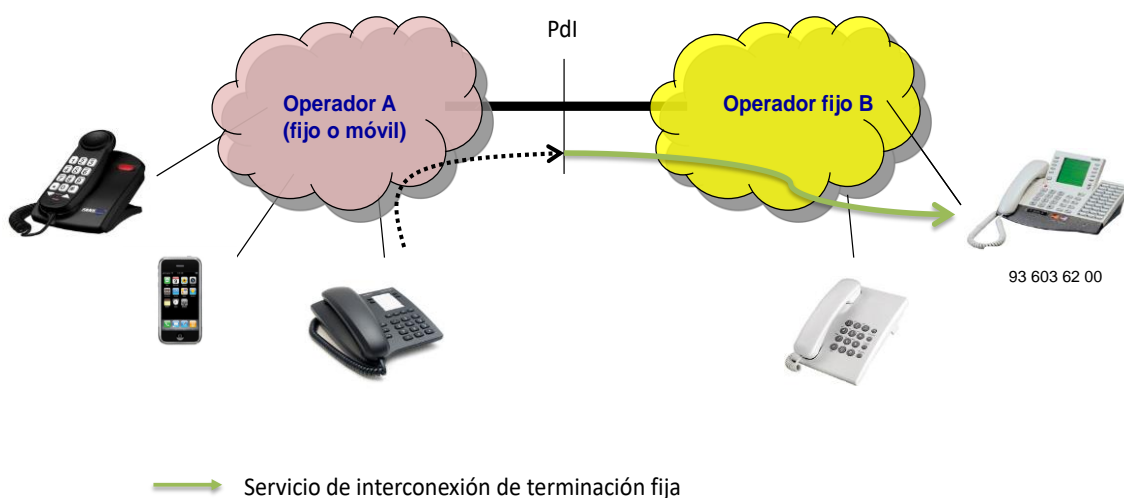 PdI
Operador A
(fijo o móvil)
Operador fijo B
93 603 62 00
Servicio de interconexión de terminación fija